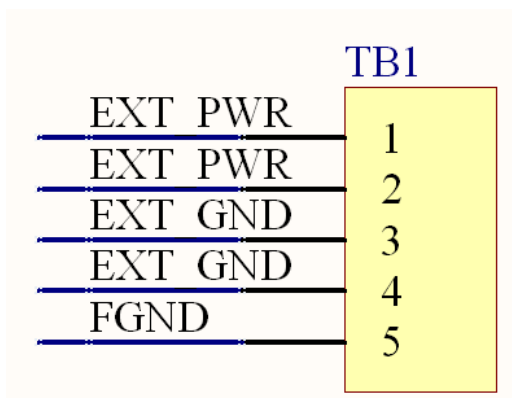 TB1
EXT PWR 1
EXT PWR 2
EXT GND 3
EXT GND 4
FGND 5